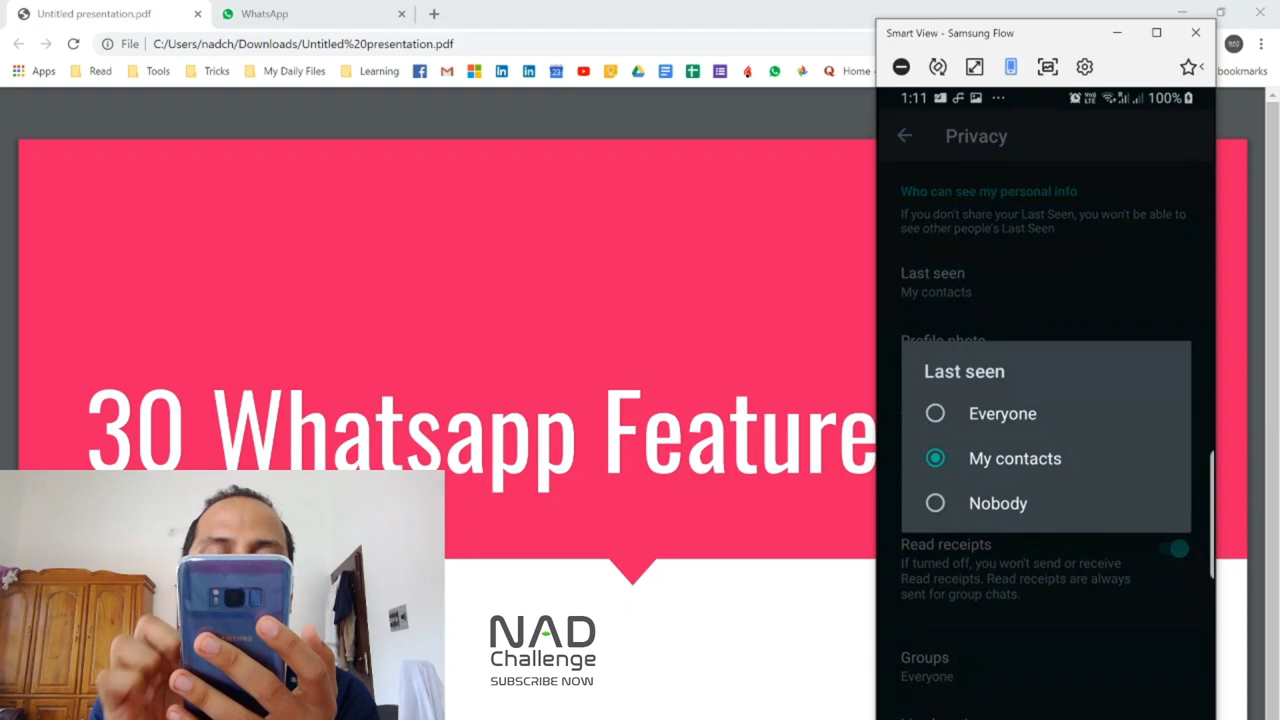 Untitled presentation.pdf
WhatsApp
File
C:/Users/nadch/Downloads/Untitled%20presentation.pdf
Apps
Read
Tools
Tricks
My Daily Files
Learning
Home
bookmarks
Smart View - Samsung Flow
1:11
100%
Privacy
Who can see my personal info
If you don't share your Last Seen, you won't be able to
see other people's Last Seen
Last seen
My contacts
Profile photo
Last seen
Everyone
My contacts
Nobody
Read receipts
If turned off, you won't send or receive
Read receipts. Read receipts are always
sent for group chats.
Groups
Everyone
30 Whatsapp Feature
NAD
Challenge
SUBSCRIBE NOW
SAMSUNG